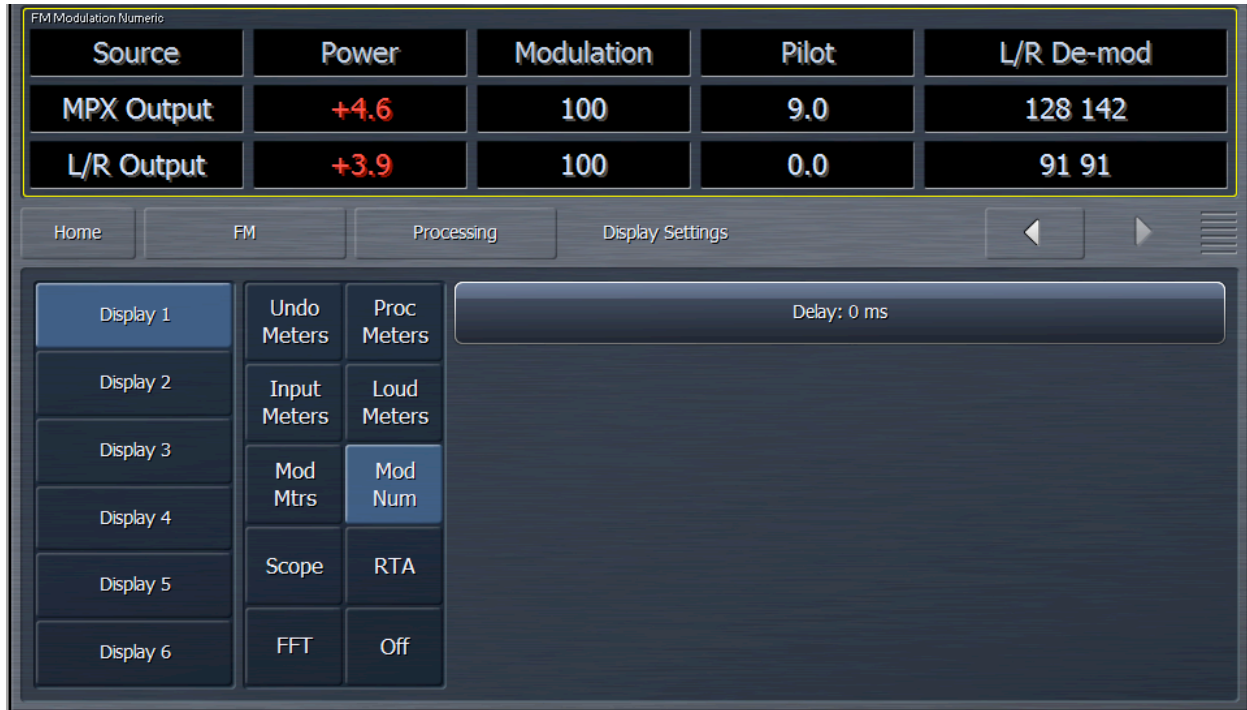 FM Modulation Numeric
Source Power Modulation Pilot L/R De-mod
MPX Output +4.6 100 9.0 128 142
L/R Output +3.9 100 0.0 91 91
Home FM Processing Display Settings
Display 1
Display 2
Display 3
Display 4
Display 5
Display 6
Undo
Meters
Proc
Meters
Input
Meters
Loud
Meters
Mod
Mtrs
Mod
Num
Scope
RTA
FFT
Off
Delay: 0 ms